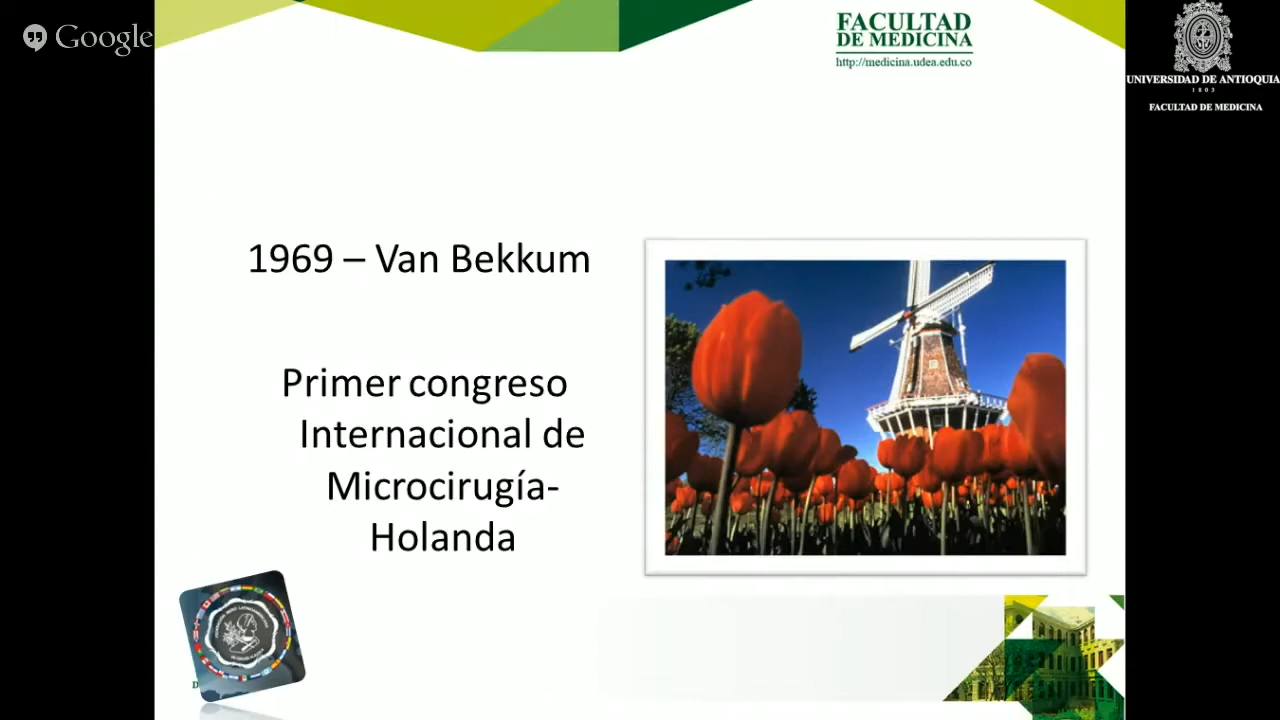 Google
FACULTAD
DE MEDICINA
http://medicina.udea.edu.co
UNIVERSIDAD DE ANTIOQUIA
1803
FACULTAD DE MEDICINA
1969 – Van Bekkum
Primer congreso
Internacional de
Microcirugía-
Holanda
D